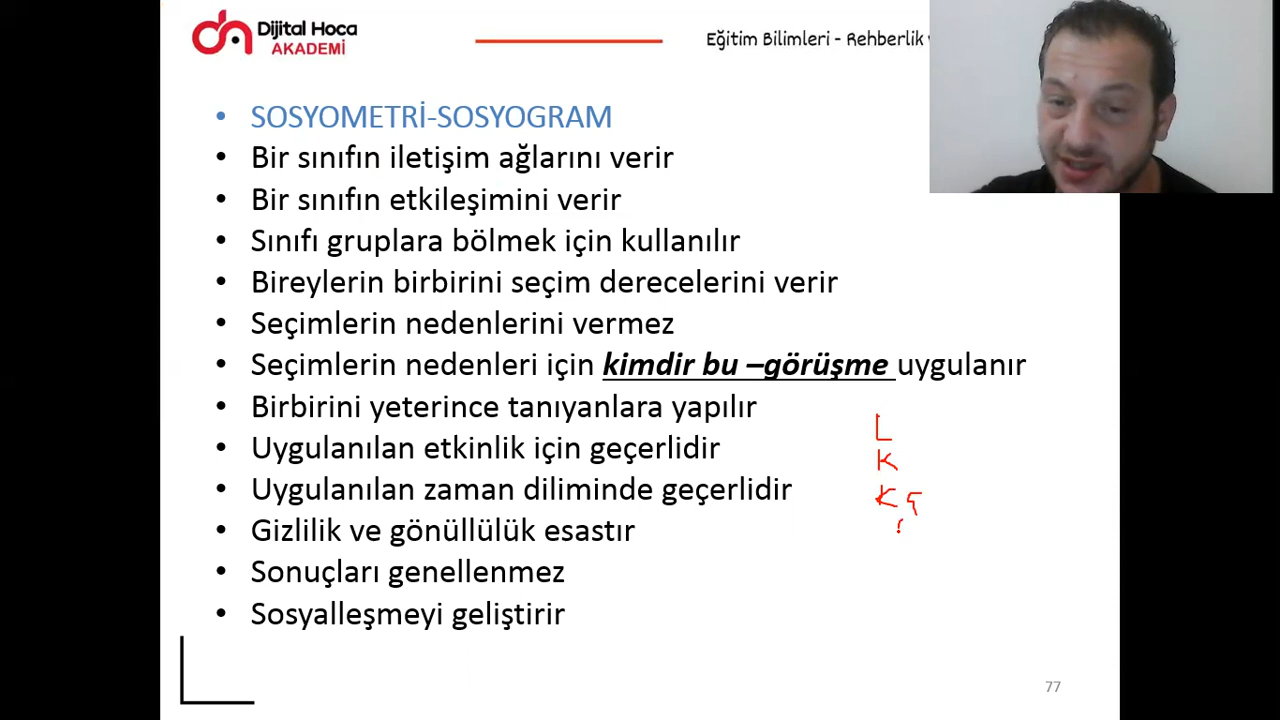 Dijital Hoca
AKADEMİ
Eğitim Bilimleri - Rehberlik
• SOSYOMETRİ-SOSYOGRAM
• Bir sınıfın iletişim ağlarını verir
• Bir sınıfın etkileşimini verir
• Sınıfı gruplara bölmek için kullanılır
• Bireylerin birbirini seçim derecelerini verir
• Seçimlerin nedenlerini vermez
• Seçimlerin nedenleri için kimdir bu –görüşme uygulanır
• Birbirini yeterince tanıyanlara yapılır
• Uygulanılan etkinlik için geçerlidir
• Uygulanılan zaman diliminde geçerlidir
• Gizlilik ve gönüllülük esastır
• Sonuçları genellenmez
• Sosyalleşmeyi geliştirir
L
K
K
77